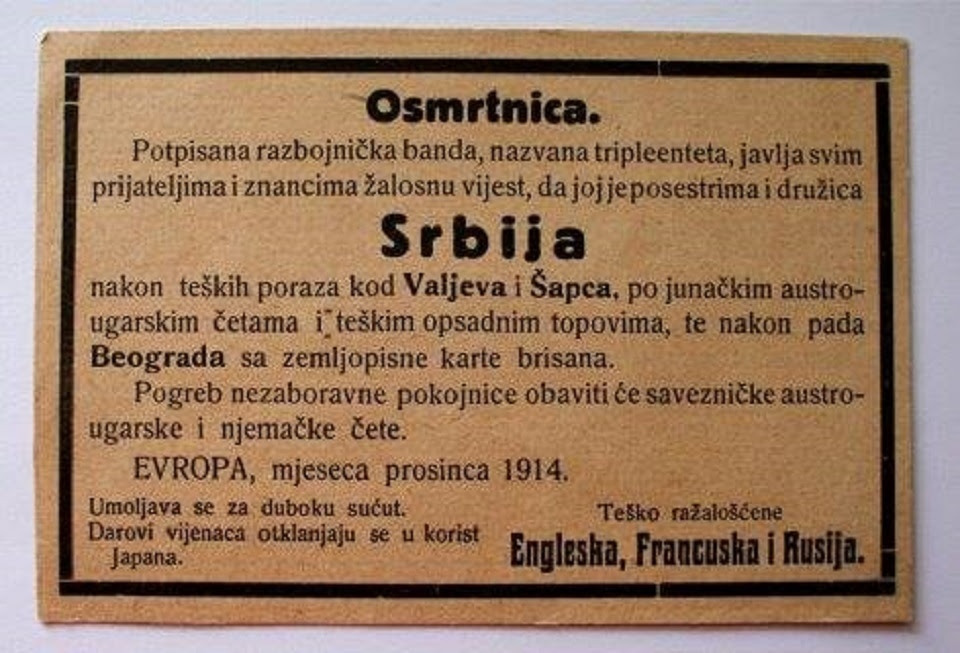 Osmrtnica.
Potpisana razbojnička banda, nazvana tripleenteta, javlja svim
prijateljima i znancima žalosnu vijest, da joj je posestrima i družica
Srbija
nakon teških poraza kod Valjeva i Šapca, po junačkim austro-
ugarskim četama i teškim opsadnim topovima, te nakon pada
Beograda sa zemljopisne karte brisana.
Pogreb nezaboravne pokojnice obaviti će savezničke austro-
ugarske i njemačke čete.
EVROPA, mjeseca prosinca 1914.
Umoljava se za duboku sućut.
Darovi vijenaca otklanjaju se u korist
Japana.
Teško ražalošćene
Engleska, Francuska i Rusija.